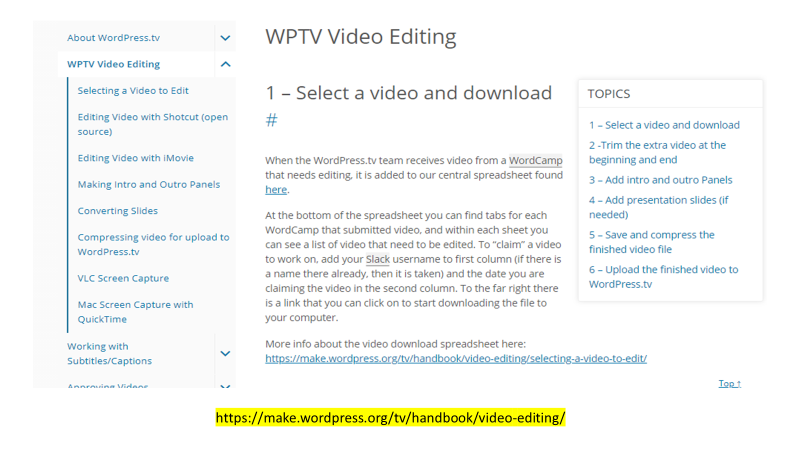 About WordPress.tv
WPTV Video Editing
Selecting a Video to Edit
Editing Video with Shotcut (open
source)
Editing Video with iMovie
Making Intro and Outro Panels
Converting Slides
Compressing video for upload to
WordPress.tv
VLC Screen Capture
Mac Screen Capture with
QuickTime
Working with
Subtitles/Captions
Approving Videos
WPTV Video Editing
1 – Select a video and download
#
When the WordPress.tv team receives video from a WordCamp
that needs editing, it is added to our central spreadsheet found
here.
At the bottom of the spreadsheet you can find tabs for each
WordCamp that submitted video, and within each sheet you
can see a list of video that need to be edited. To “claim” a video
to work on, add your Slack username to first column (if there is
a name there already, then it is taken) and the date you are
claiming the video in the second column. To the far right there
is a link that you can click on to start downloading the file to
your computer.
More info about the video download spreadsheet here:
https://make.wordpress.org/tv/handbook/video-editing/selecting-a-video-to-edit/
TOPICS
1 – Select a video and download
2 -Trim the extra video at the
beginning and end
3 – Add intro and outro Panels
4 – Add presentation slides (if
needed)
5 – Save and compress the
finished video file
6 – Upload the finished video to
WordPress.tv
Top ↑
https://make.wordpress.org/tv/handbook/video-editing/